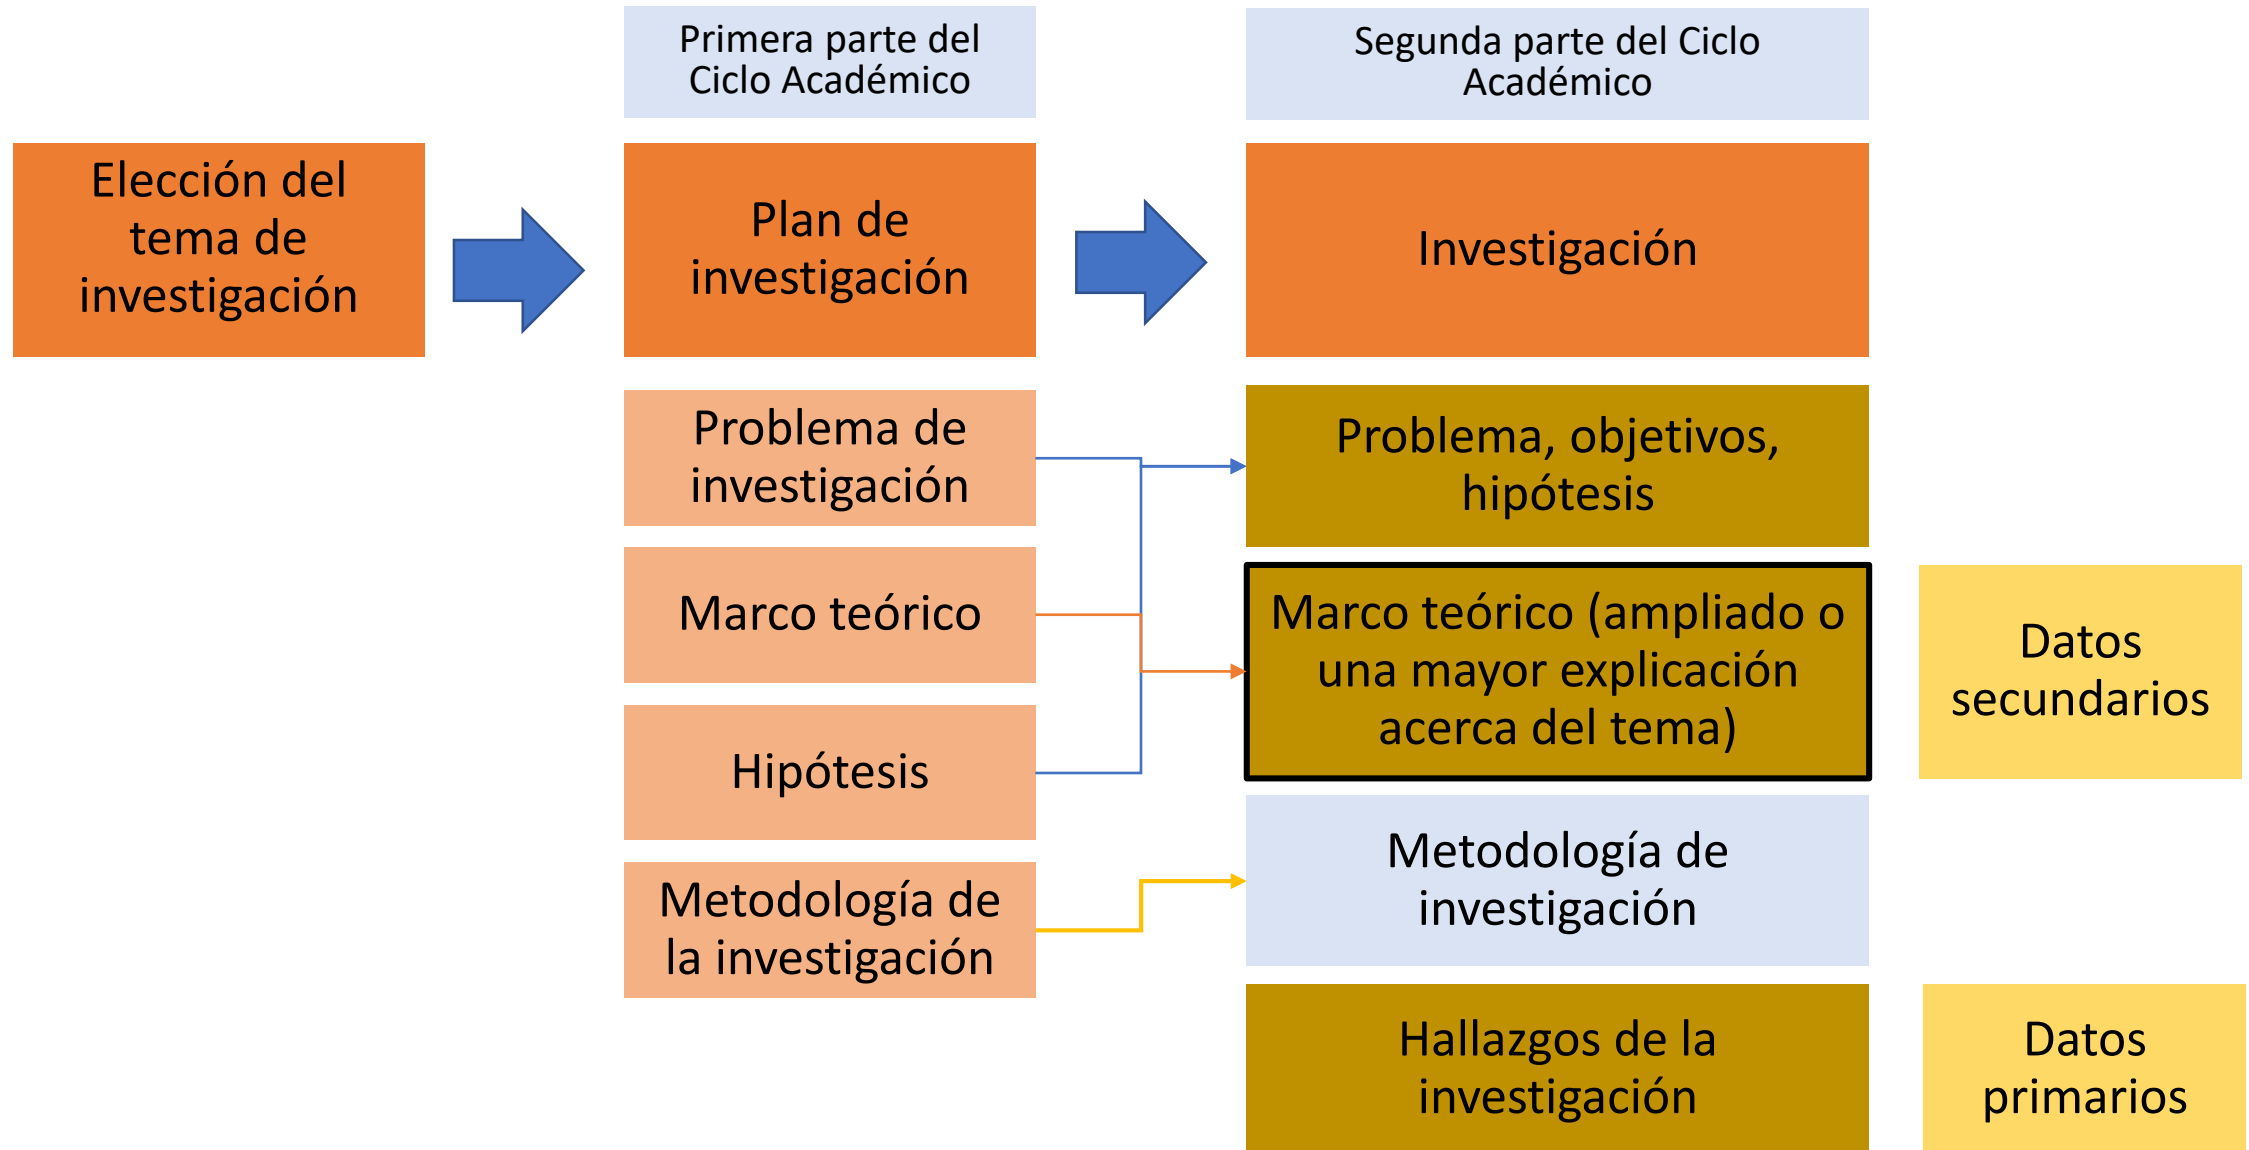 Primera parte del
Ciclo Académico
Segunda parte del Ciclo
Académico
Elección del
tema de
investigación
Plan de
investigación
Investigación
Problema de
investigación
Problema, objetivos,
hipótesis
Marco teórico
Marco teórico (ampliado o
una mayor explicación
acerca del tema)
Datos
secundarios
Hipótesis
Metodología de
investigación
Metodología de
la investigación
Hallazgos de la
investigación
Datos
primarios